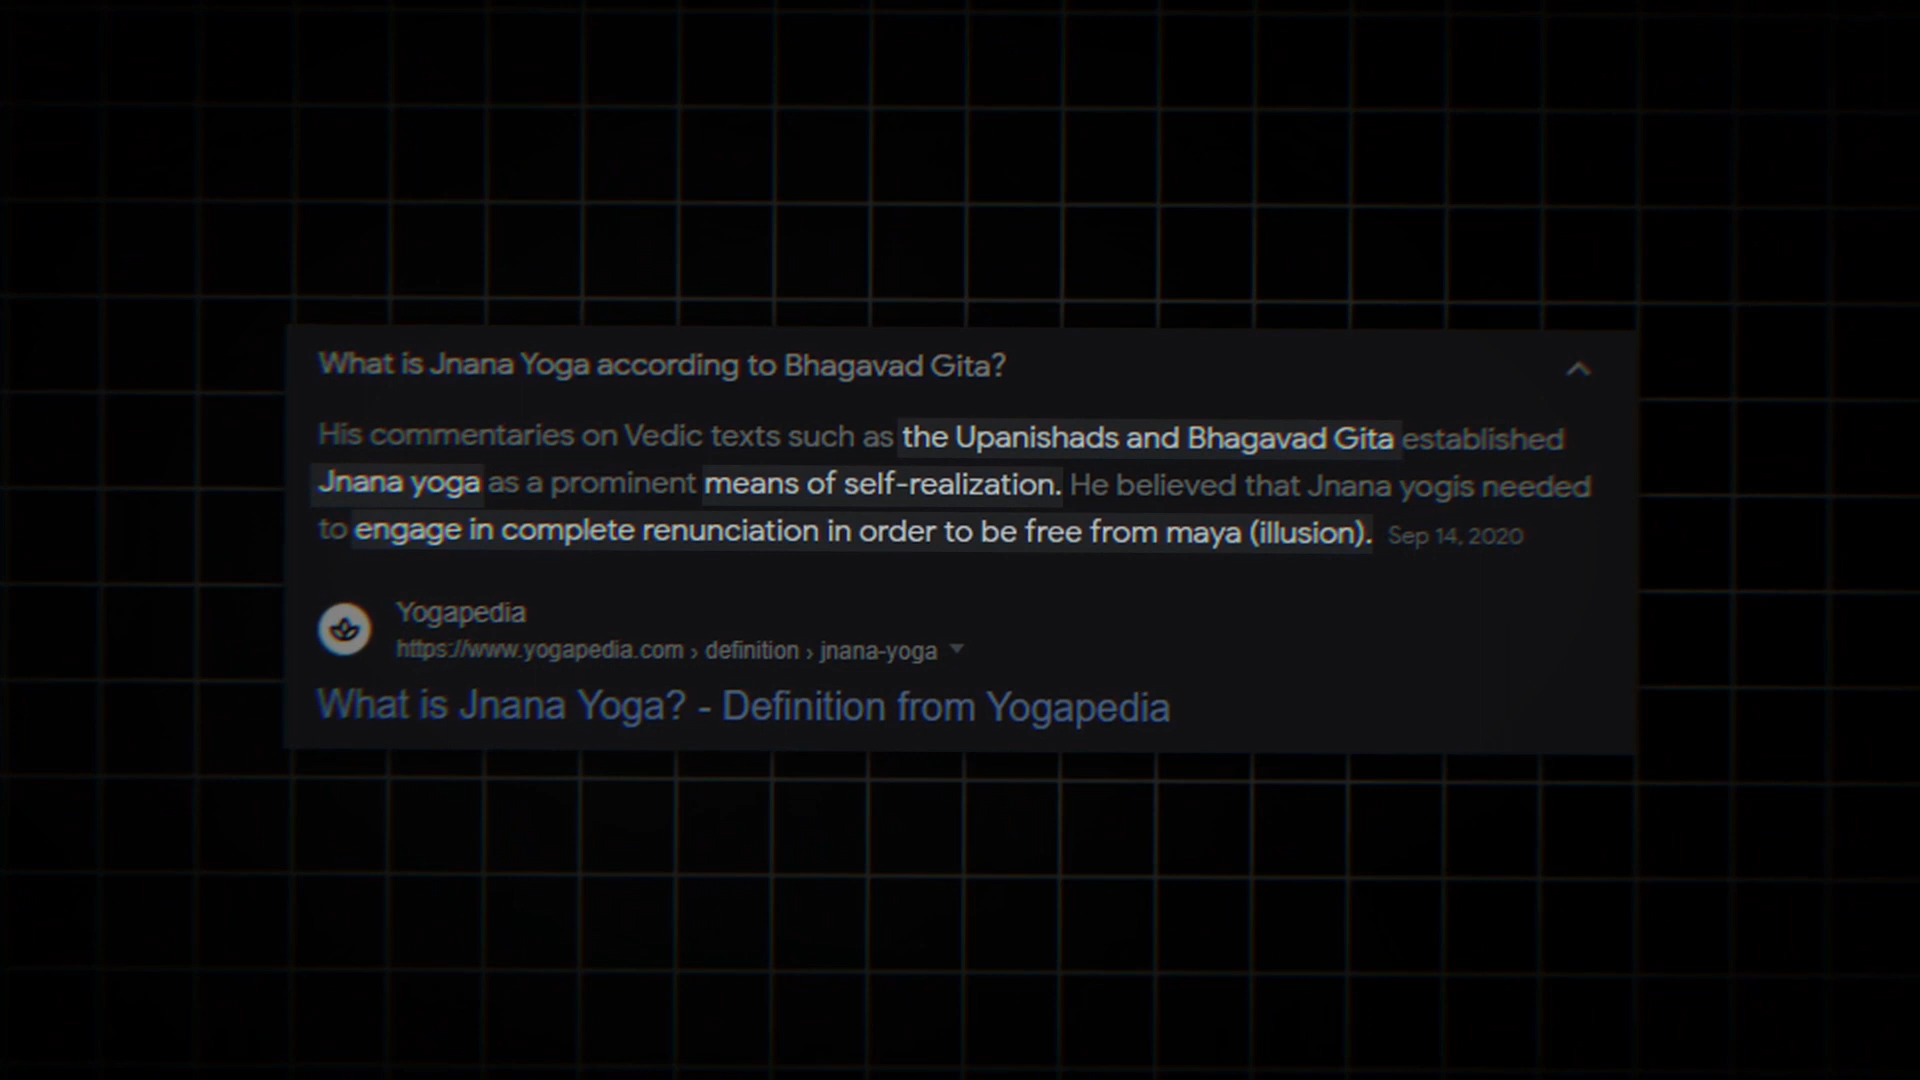 What is Jnana Yoga according to Bhagavad Gita?
His commentaries on Vedic texts such as the Upanishads and Bhagavad Gita established
Jnana yoga as a prominent means of self-realization. He believed that Jnana yogis needed
to engage in complete renunciation in order to be free from maya (illusion). Sep 14, 2020
Yogapedia
https://www.yogapedia.com › definition › jnana-yoga
What is Jnana Yoga? - Definition from Yogapedia